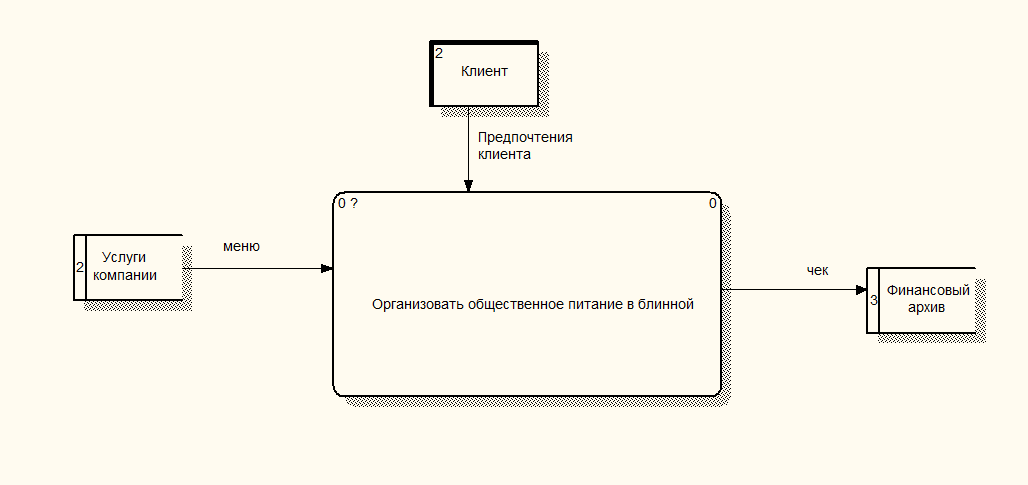 2
Клиент
Предпочтения
клиента
0 ?
0
2
Услуги
компании
меню
Организовать общественное питание в блинной
чек
3
Финансовый
архив